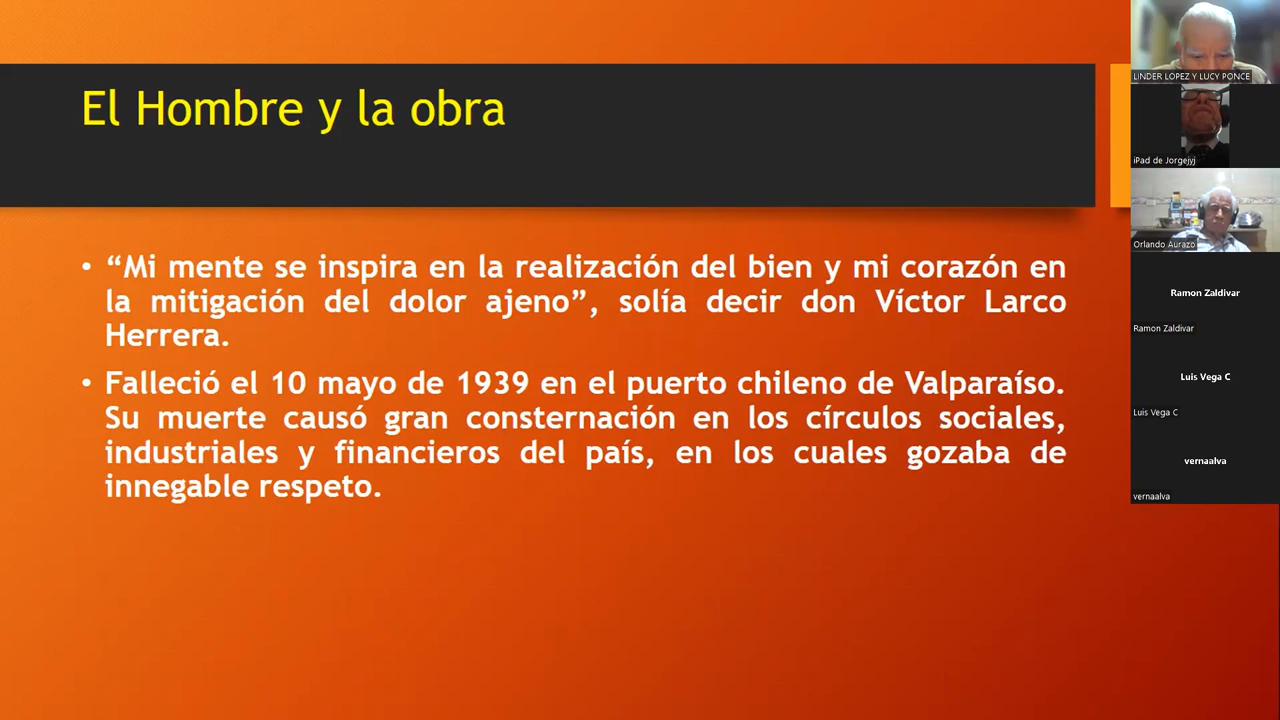 El Hombre y la obra
• “Mi mente se inspira en la realización del bien y mi corazón en
la mitigación del dolor ajeno”, solía decir don Víctor Larco
Herrera.
• Falleció el 10 mayo de 1939 en el puerto chileno de Valparaíso.
Su muerte causó gran consternación en los círculos sociales,
industriales y financieros del país, en los cuales gozaba de
innegable respeto.
LINDER LOPEZ Y LUCY PONCE
iPad de Jorgejyj
Orlando Aurazo
Ramon Zaldivar
Ramon Zaldivar
Luis Vega C
Luis Vega C
vernaalva
vernaalva